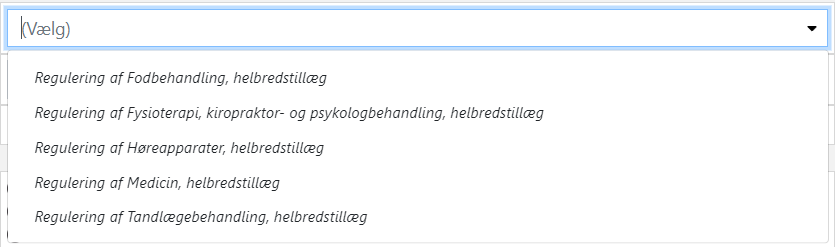 (Vælg)
Regulering af Fodbehandling, helbredstillæg
Regulering af Fysioterapi, kiropraktor- og psykologbehandling, helbredstillæg
Regulering af Høreapparater, helbredstillæg
Regulering af Medicin, helbredstillæg
Regulering af Tandlægebehandling, helbredstillæg